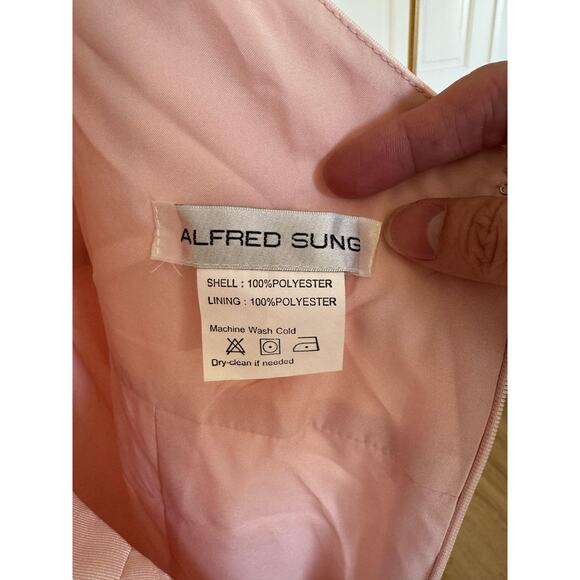 ALFRED SUNG
SHELL : 100%POLYESTER
LINING : 100%POLYESTER
Machine Wash Cold
Dry-clean if needed